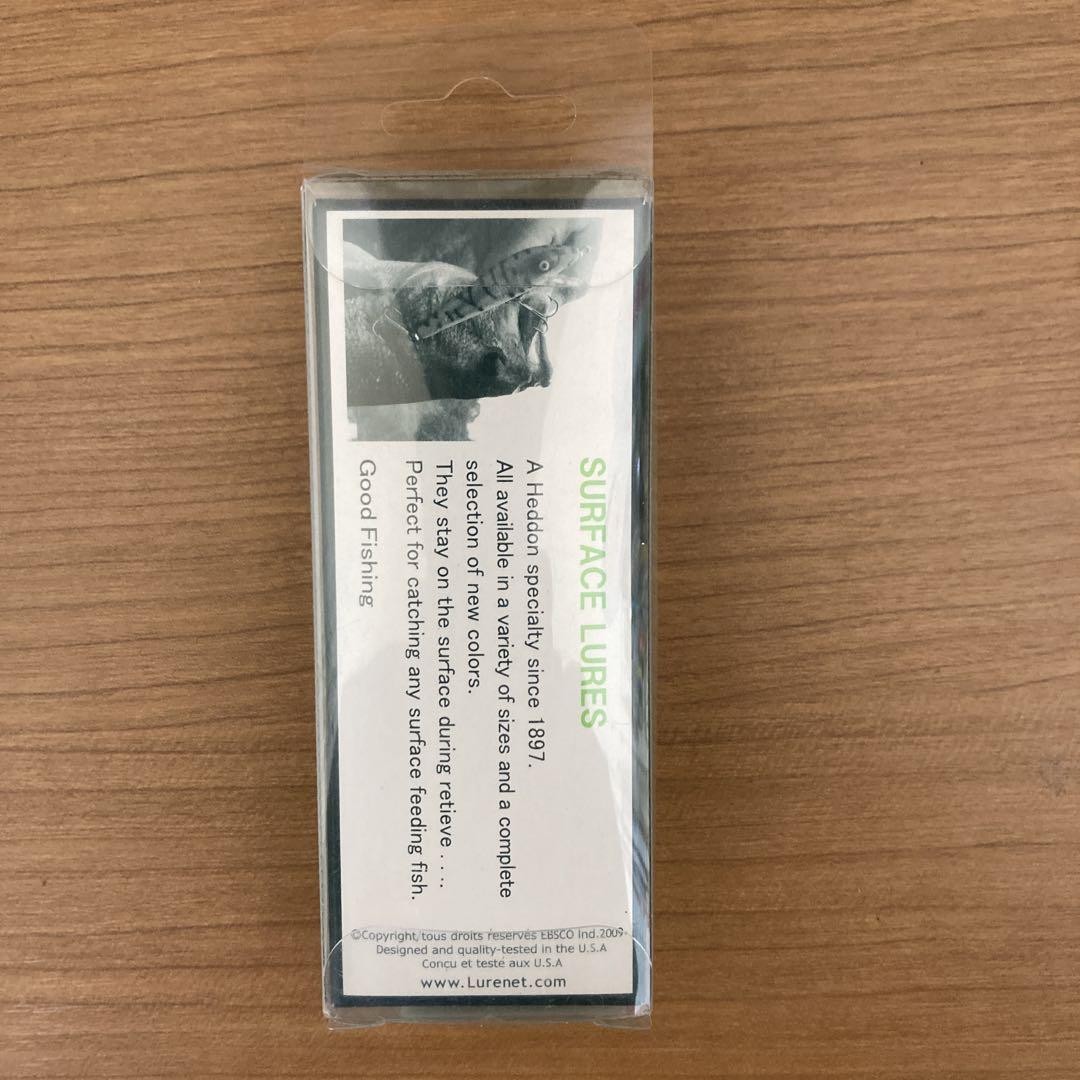 SURFACE LURES
A Heddon specialty since 1897.
All available in a variety of sizes and a complete
selection of new colors.
They stay on the surface during retieve . . ..
Perfect for catching any surface feeding fish.
Good Fishing
©Copyright, tous droits réservés EBSCO Ind.2009-
Designed and quality-tested in the U.S.A
Concu et testé aux U.S.A
www.Lurenet.com